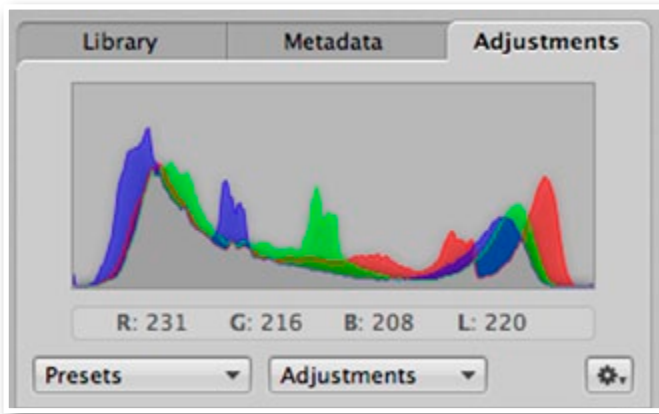 Library Metadata Adjustments
R: 231 G: 216 B: 208 L: 220
Presets Adjustments